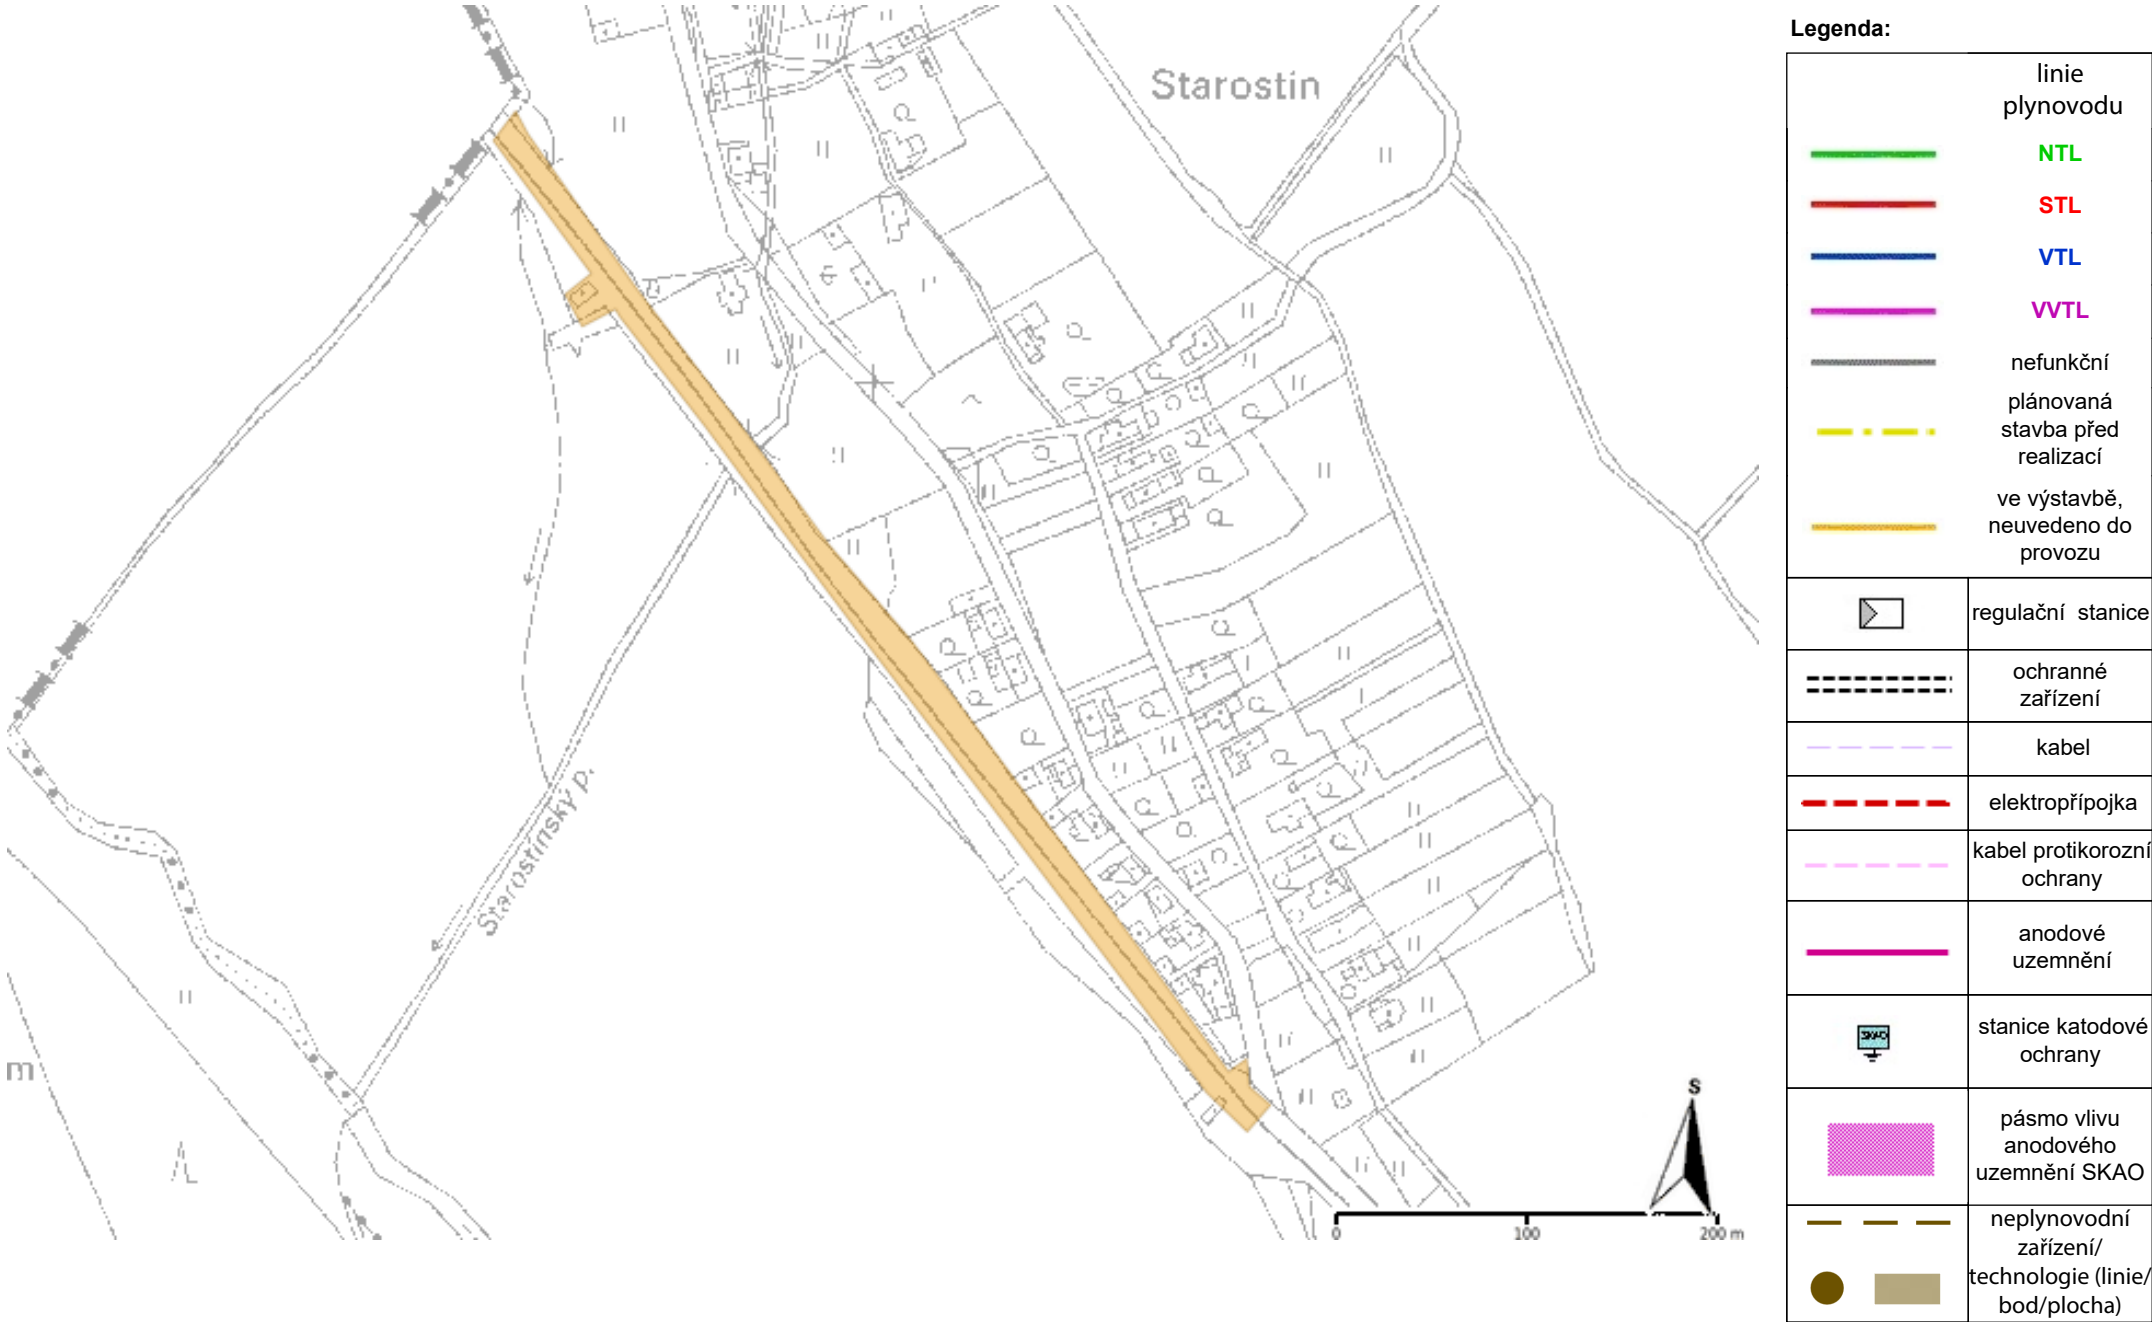 Starostin
Starostinský p.
m
S
0 100 200 m
Legenda:
linie
plynovodu
NTL
STL
VTL
VVTL
nefunkční
plánovaná
stavba před
realizací
ve výstavbě,
neuvedeno do
provozu
regulační stanice
ochranné
zařízení
kabel
elektropřípojka
kabel protikorozní
ochrany
anodové
uzemnění
SKAO
stanice katodové
ochrany
pásmo vlivu
anodového
uzemnění SKAO
neplynovodní
zařízení/
technologie (linie/
bod/plocha)